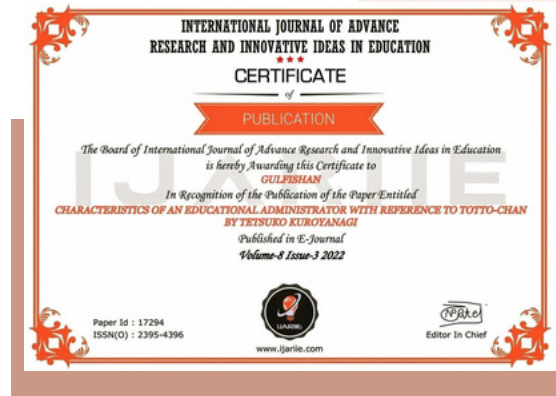 INTERNATIONAL JOURNAL OF ADVANCE
RESEARCH AND INNOVATIVE IDEAS IN EDUCATION
CERTIFICATE
of
PUBLICATION
The Board of International Journal of Advance Research and Innovative Ideas in Education
is hereby Awarding this Certificate to
GULFISHAN
In Recognition of the Publication of the Paper Entitled
CHARACTERISTICS OF AN EDUCATIONAL ADMINISTRATOR WITH REFERENCE TO TOTTO-CHAN
BY TETSUKO KUROYANAGI
Published in E-Journal
Volume-8 Issue-3 2022
IJARIIE
Paper Id : 17294
ISSN(O) : 2395-4396
IJARIIE
www.ijariie.com
Editor In Chief